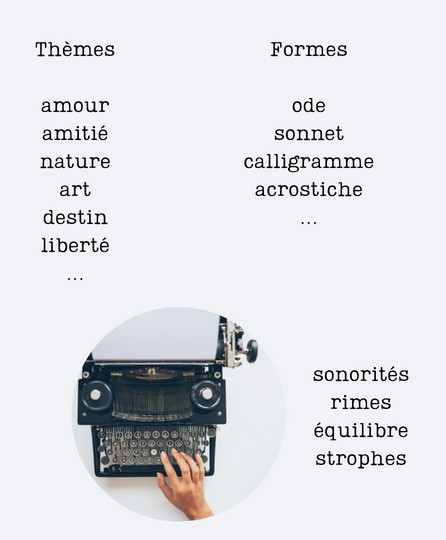 Thèmes
amour
amitié
nature
art
destin
liberté
...
Formes
ode
sonnet
calligramme
acrostiche
...
sonorités
rimes
équilibre
strophes